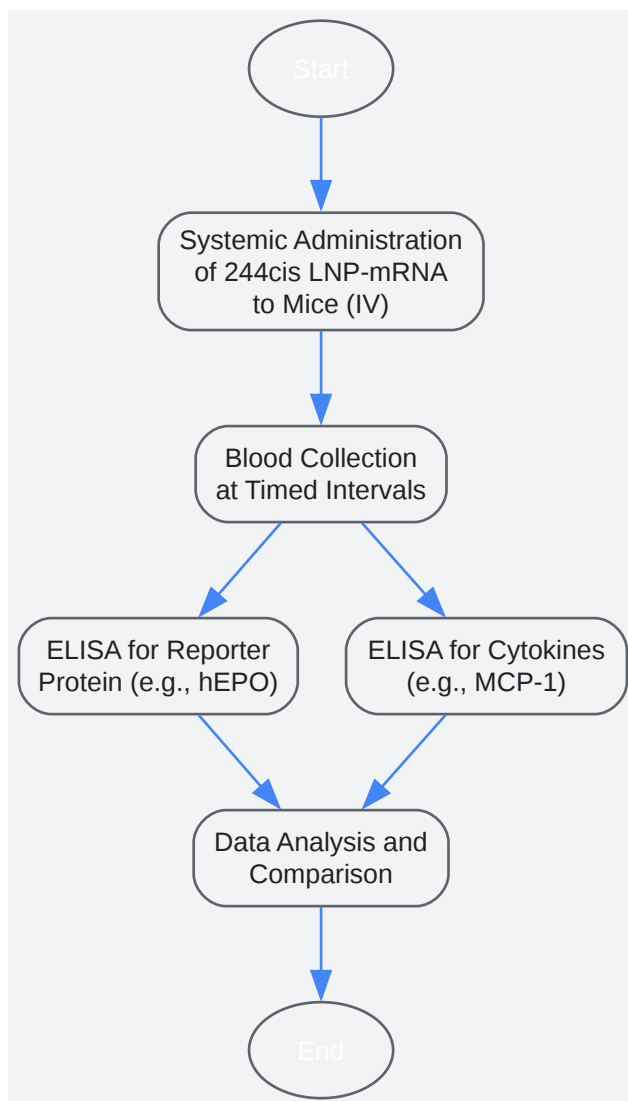 Start
Systemic Administration
of 244cis LNP-mRNA
to Mice (IV)
Blood Collection
at Timed Intervals
ELISA for Reporter
Protein (e.g., hEPO)
ELISA for Cytokines
(e.g., MCP-1)
Data Analysis and
Comparison
End